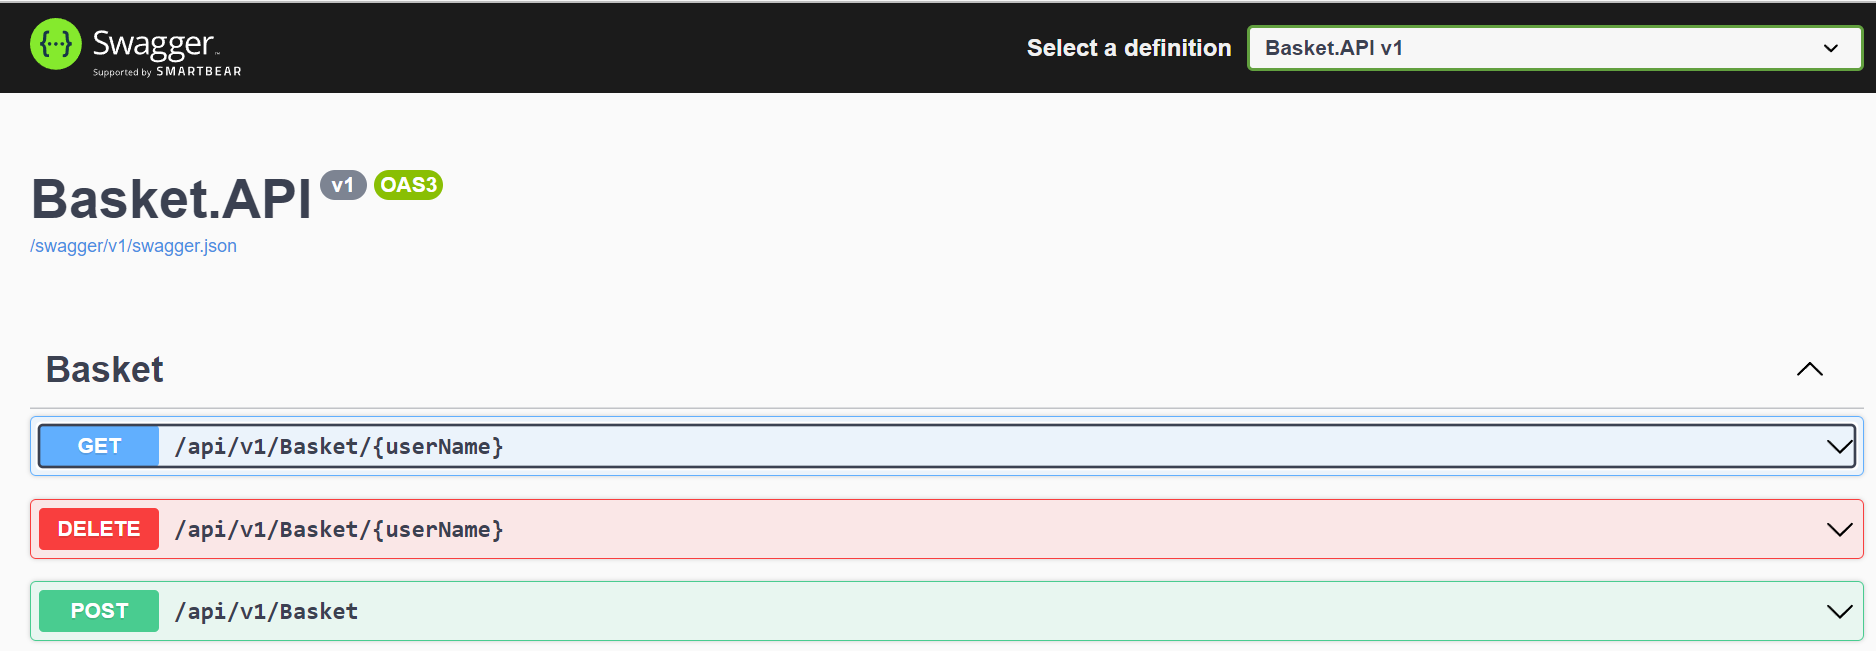 {···} Swagger™
Supported by SMARTBEAR
Select a definition
Basket.API v1
Basket.API v1 OAS3
/swagger/v1/swagger.json
Basket
GET /api/v1/Basket/{userName}
DELETE /api/v1/Basket/{userName}
POST /api/v1/Basket